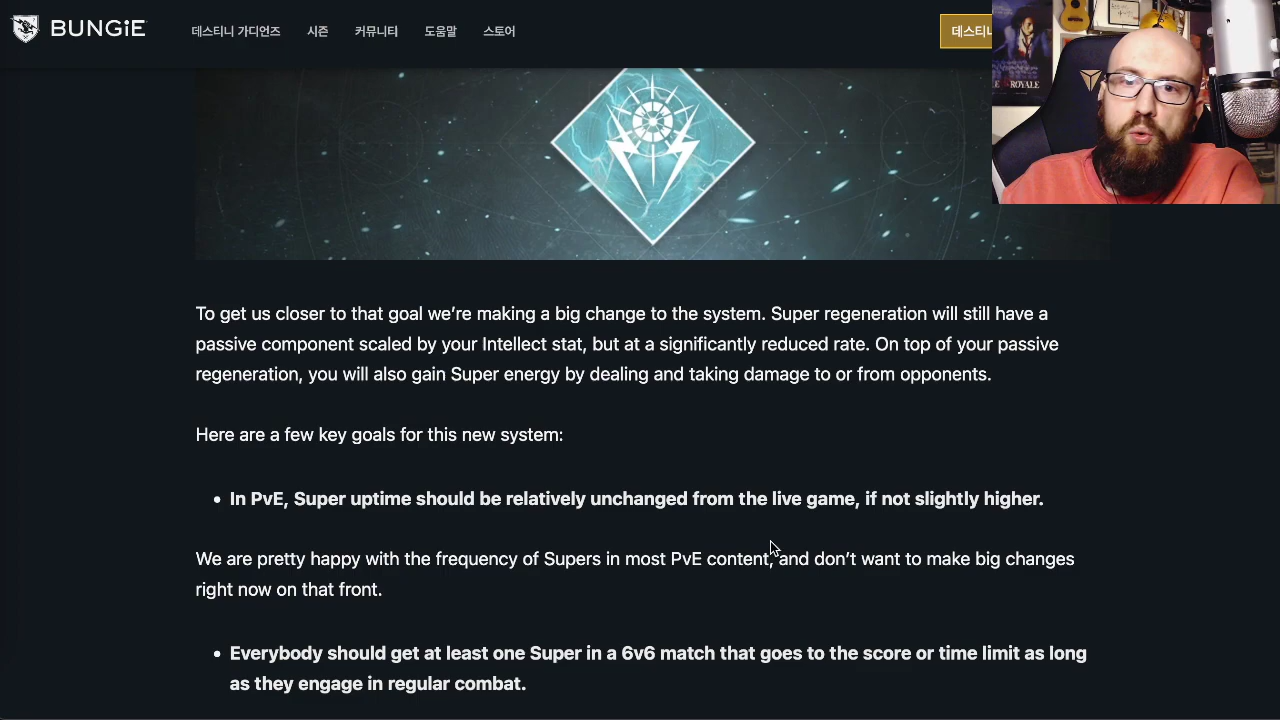 BUNGiE
데스티니 가디언즈 시즌 커뮤니티 도움말 스토어
데스티니
ROYALE
To get us closer to that goal we’re making a big change to the system. Super regeneration will still have a
passive component scaled by your Intellect stat, but at a significantly reduced rate. On top of your passive
regeneration, you will also gain Super energy by dealing and taking damage to or from opponents.
Here are a few key goals for this new system:
• In PvE, Super uptime should be relatively unchanged from the live game, if not slightly higher.
We are pretty happy with the frequency of Supers in most PvE content, and don’t want to make big changes
right now on that front.
• Everybody should get at least one Super in a 6v6 match that goes to the score or time limit as long
as they engage in regular combat.